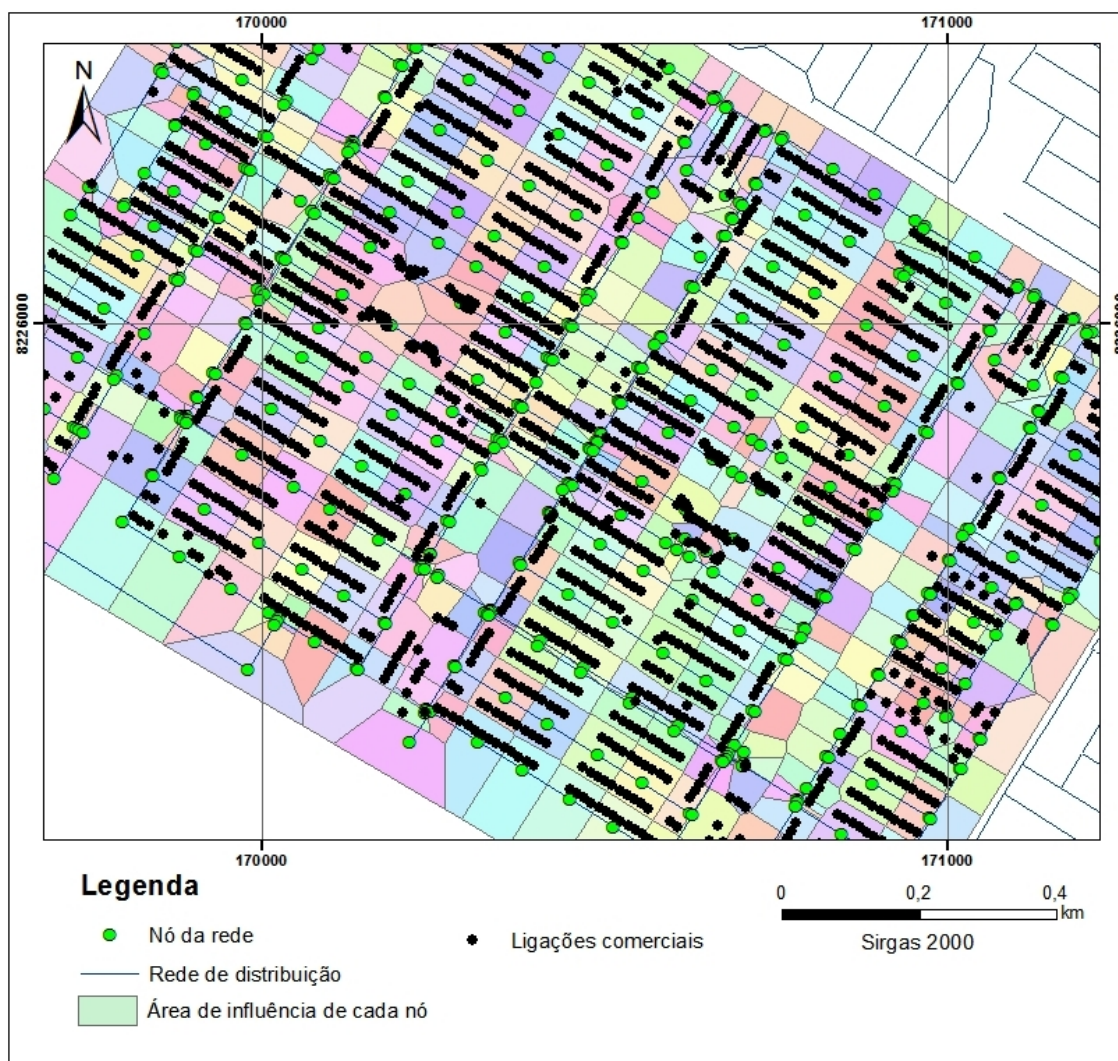 170000 171000
N
8226000
170000 171000
Legenda
Nó da rede
Rede de distribuição
Área de influência de cada nó
Ligações comerciais
0 0,2 0,4
km
Sirgas 2000